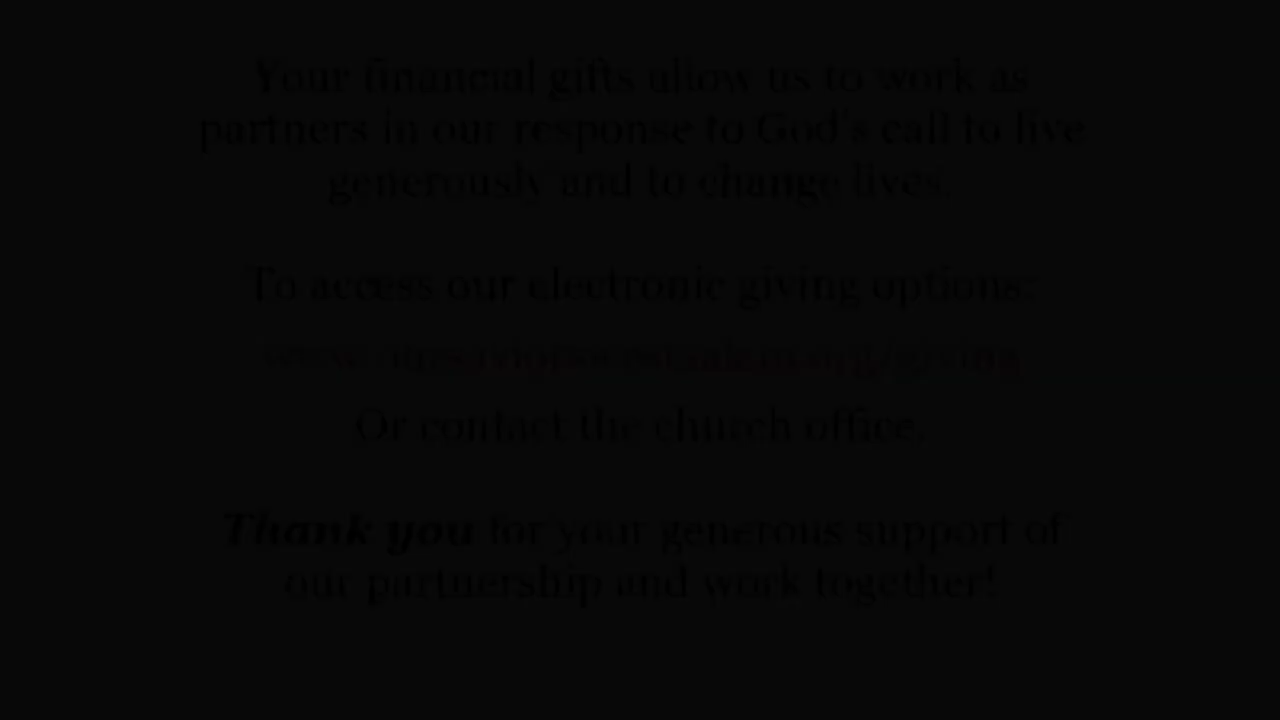 Your financial gifts allow us to work as
partners in our response to God's call to live
generously and to change lives.
To access our electronic giving options:
Or contact the church office.
Thank you for your generous support of
our partnership and work together!